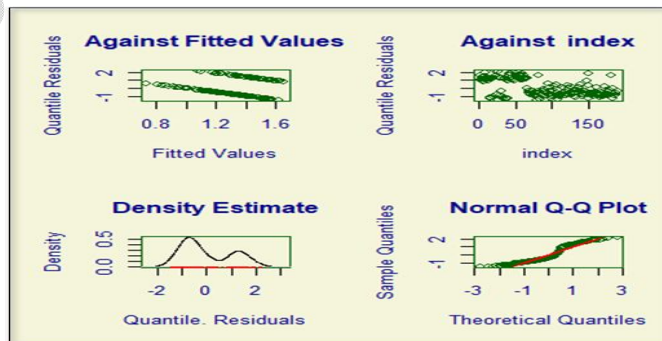 Against Fitted Values
Quantile Residuals
-1 2
0.8 1.2 1.6
Fitted Values
Against index
Quantile Residuals
-1 2
0 50 150
index
Density Estimate
Density
0.0 0.5
-2 0 2
Quantile. Residuals
Normal Q-Q Plot
Sample Quantiles
-1 2
-3 -1 1 3
Theoretical Quantiles